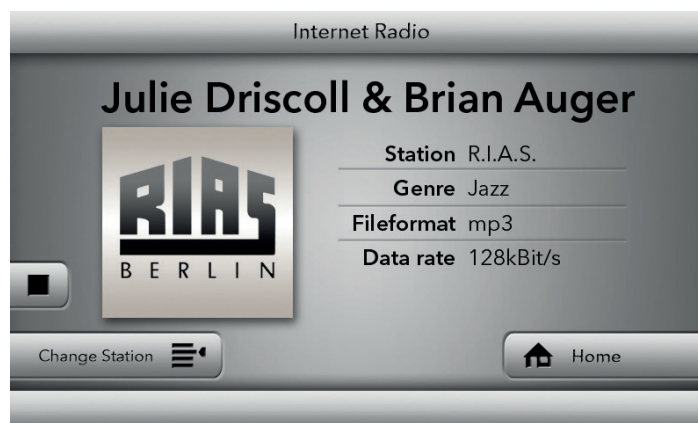 Internet Radio
Julie Driscoll & Brian Auger
RIAS
BERLIN
Station R.I.A.S.
Genre Jazz
Fileformat mp3
Data rate 128kBit/s
Change Station
Home